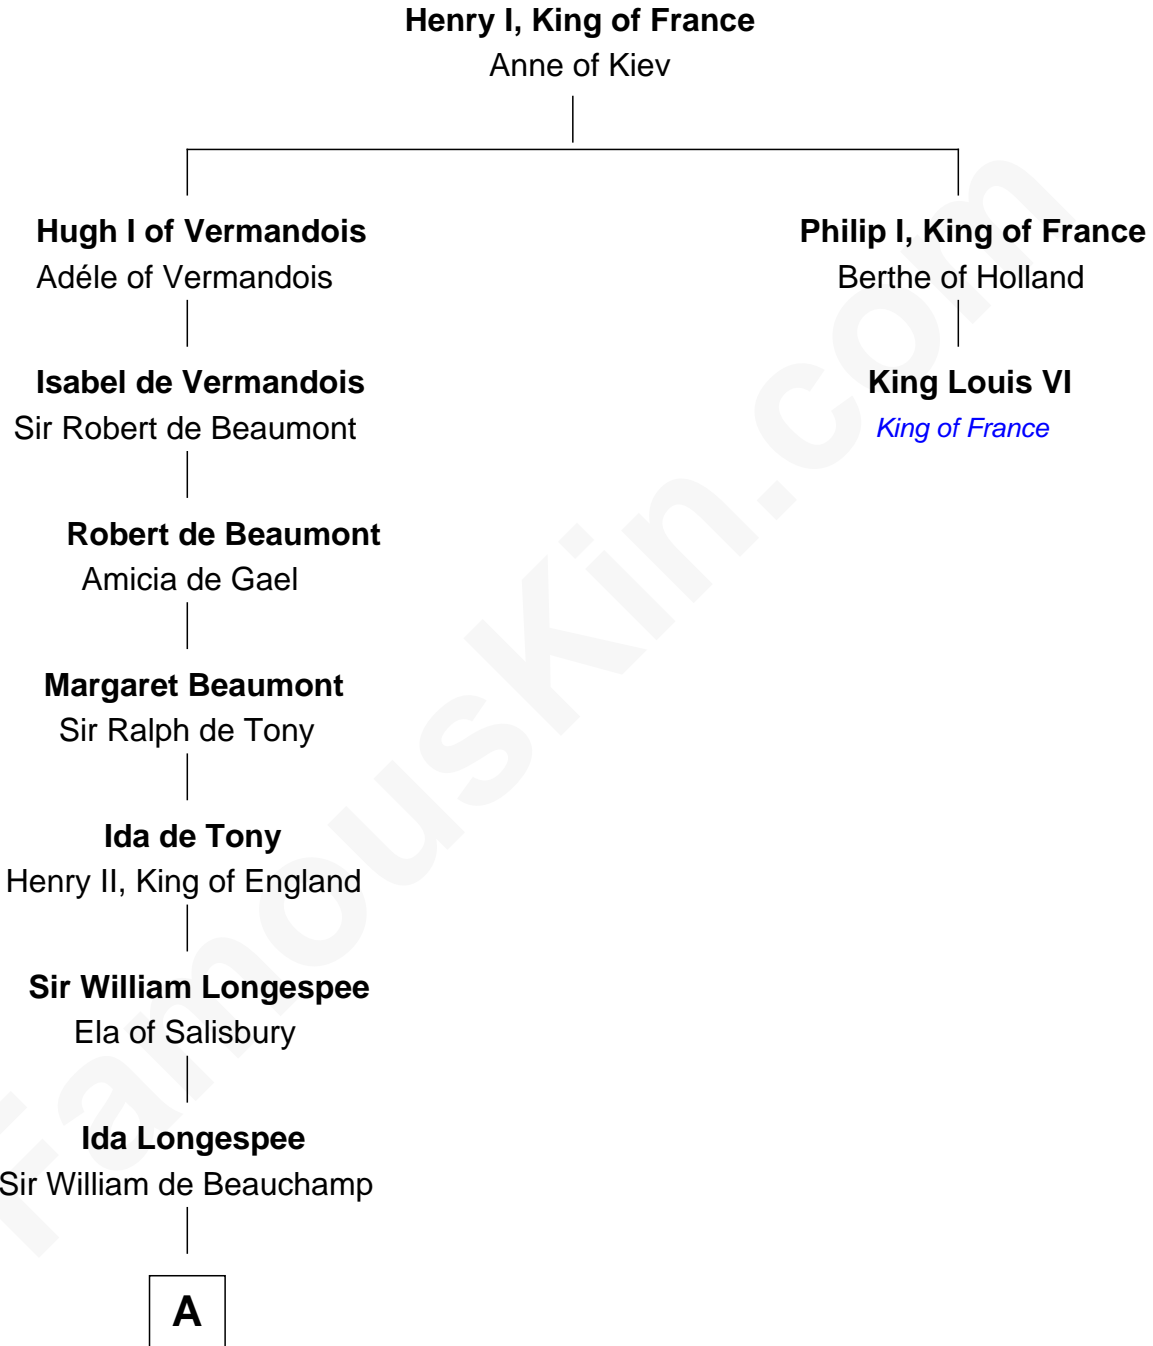 Henry I, King of France
Anne of Kiev
Hugh I of Vermandois
Adéle of Vermandois
Philip I, King of France
Berthe of Holland
Isabel de Vermandois
Sir Robert de Beaumont
King Louis VI
King of France
Robert de Beaumont
Amicia de Gael
Margaret Beaumont
Sir Ralph de Tony
Ida de Tony
Henry II, King of England
Sir William Longespee
Ela of Salisbury
Ida Longespee
Sir William de Beauchamp
A
FamousKin.com